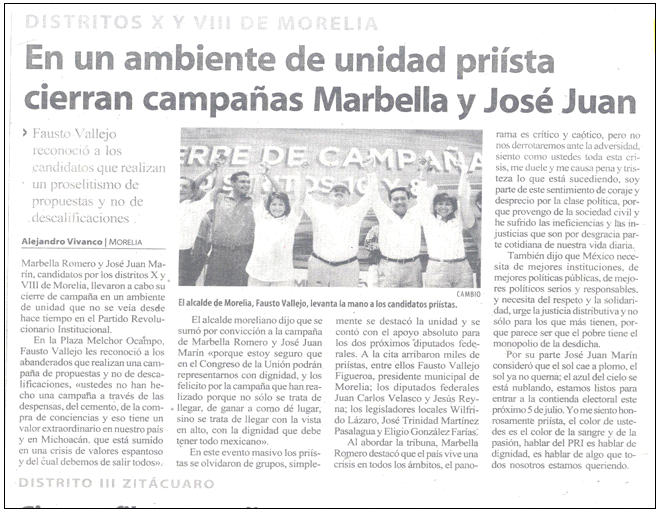 DISTRITOS X Y VIII DE MORELIA
En un ambiente de unidad priísta
cierran campañas Marbella y José Juan
› Fausto Vallejo
reconoció a los
candidatos que realizan
un proselitismo de
propuestas y no de
descalificaciones
Alejandro Vivanco | MORELIA
Marbella Romero y José Juan Ma-
rín, candidatos por los distritos X y
VIII de Morelia, llevaron a cabo su
cierre de campaña en un ambiente
de unidad que no se veía desde
hace tiempo en el Partido Revolu-
cionario Institucional.
En la Plaza Melchor Ocampo,
Fausto Vallejo les reconoció a los
abanderados que realizan una cam-
paña de propuestas y no de desca-
lificaciones, «ustedes no han he-
cho una campaña a través de las
despensas, del cemento, de la com-
pra de conciencias y eso tiene un
valor extraordinario en nuestro país
y en Michoacán, que está sumido
en una crisis de valores espantoso
y del cual debemos de salir todos».
ERRE DE CAMPAÑA
CAMBIO
El alcalde de Morelia, Fausto Vallejo, levanta la mano a los candidatos priístas.
El alcalde moreliano dijo que se
sumó por convicción a la campaña
de Marbella Romero y José Juan
Marín «porque estoy seguro que
en el Congreso de la Unión podrán
representarnos con dignidad, y los
felicito por la campaña que han rea-
lizado porque no sólo se trata de
llegar, de ganar a como dé lugar,
sino se trata de llegar con la vista
en alto, con la dignidad que debe
tener todo mexicano».
En este evento masivo los priís-
tas se olvidaron de grupos, simple-
mente se destacó la unidad y se
contó con el apoyo absoluto para
los dos próximos diputados fede-
rales. A la cita arribaron miles de
priístas, entre ellos Fausto Vallejo
Figueroa, presidente municipal de
Morelia; los diputados federales
Juan Carlos Velasco y Jesús Rey-
na; los legisladores locales Wilfri-
do Lázaro, José Trinidad Martínez
Pasalagua y Eligio González Farías.
Al abordar la tribuna, Marbella
Romero destacó que el país vive una
crisis en todos los ámbitos, el pano-
rama es crítico y caótico, pero no
nos derrotaremos ante la adversidad,
siento como ustedes toda esta cri-
sis, me duele y me causa pena y tris-
teza lo que está sucediendo, soy
parte de este sentimiento de coraje y
desprecio por la clase política, por-
que provengo de la sociedad civil y
he sufrido las ineficiencias y las in-
justicias que son por desgracia par-
te cotidiana de nuestra vida diaria.
También dijo que México nece-
sita de mejores instituciones, de
mejores políticas públicas, de me-
jores políticos serios y responsables,
y necesita del respeto y la solidari-
dad, urge la justicia distributiva y no
sólo para los que más tienen, por-
que parece que el pobre tiene el
monopolio de la desdicha.
Por su parte José Juan Marín
consideró que el sol cae a plomo, el
sol ya no quema; el azul del cielo se
está nublando, estamos listos para
entrar a la contienda electoral este
próximo 5 de julio. Yo me siento hon-
rosamente priísta, el color de uste-
des es el color de la sangre y de la
pasión, hablar del PRI es hablar de
dignidad, es hablar de algo que to-
dos nosotros estamos queriendo.
DISTRITO III ZITÁCUARO